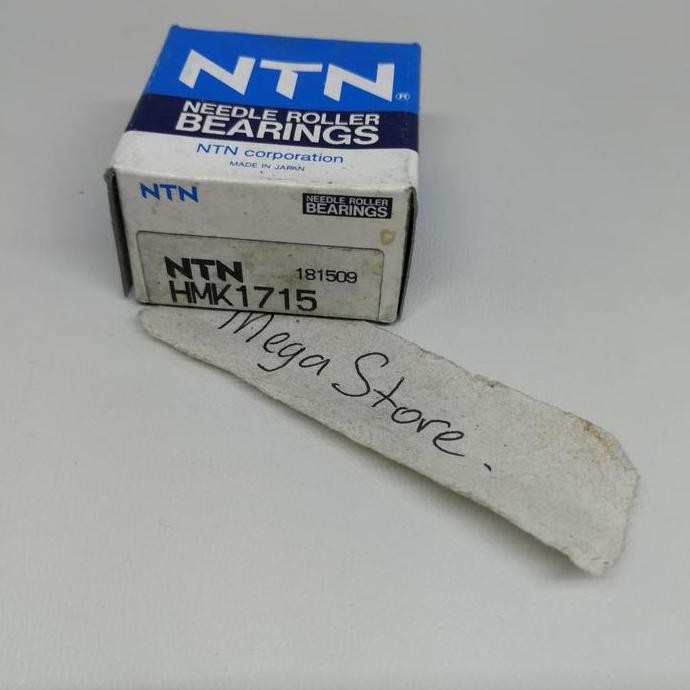 NTN®
NEEDLE ROLLER
BEARINGS
NTN corporation
MADE IN JAPAN
NTN
NEEDLE ROLLER
BEARINGS
NTN 181509
HMK1715
Mega Store.